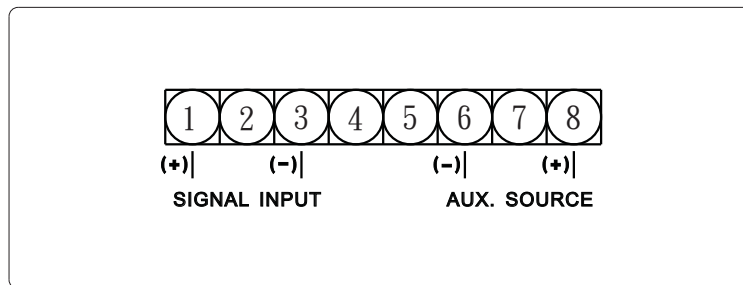 1 2 3 4 5 6 7 8
(+) (-) (-) (+)
SIGNAL INPUT AUX. SOURCE